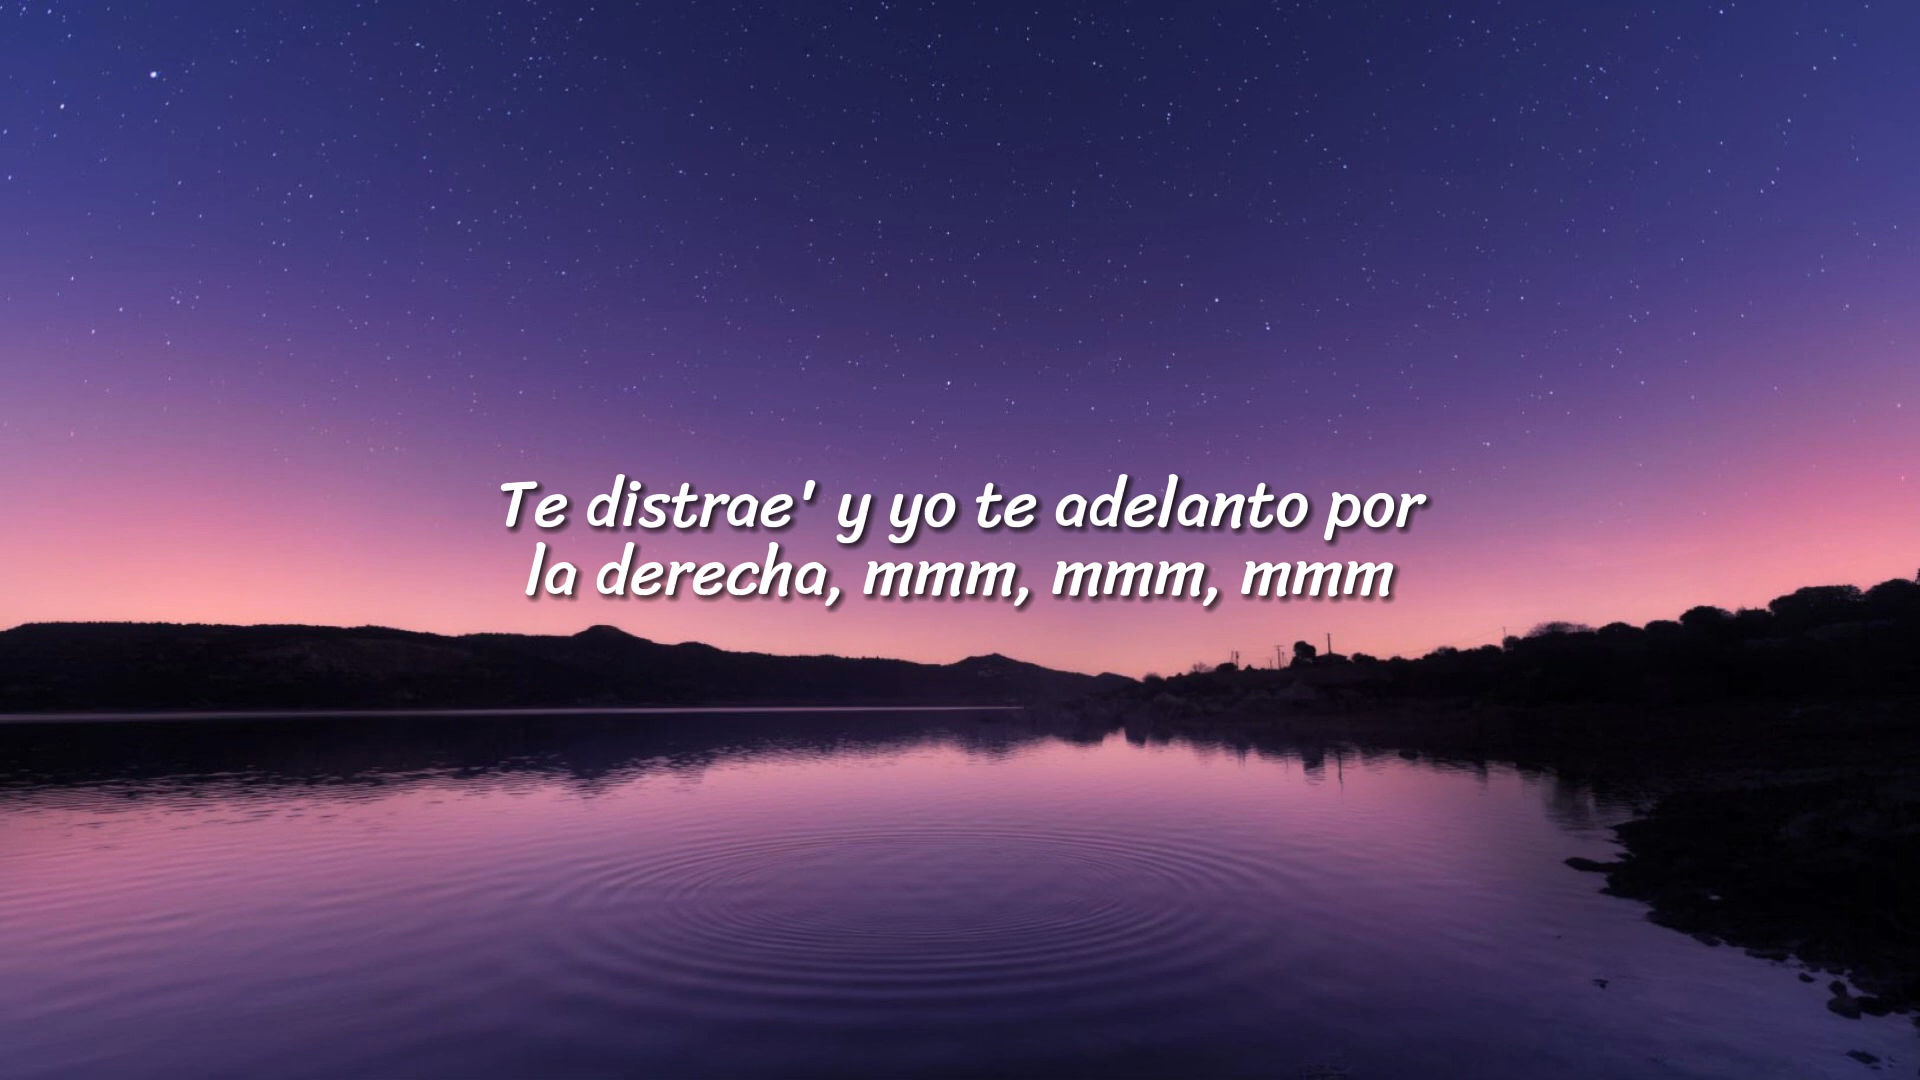 Te distrae' y yo te adelanto por
la derecha, mmm, mmm, mmm